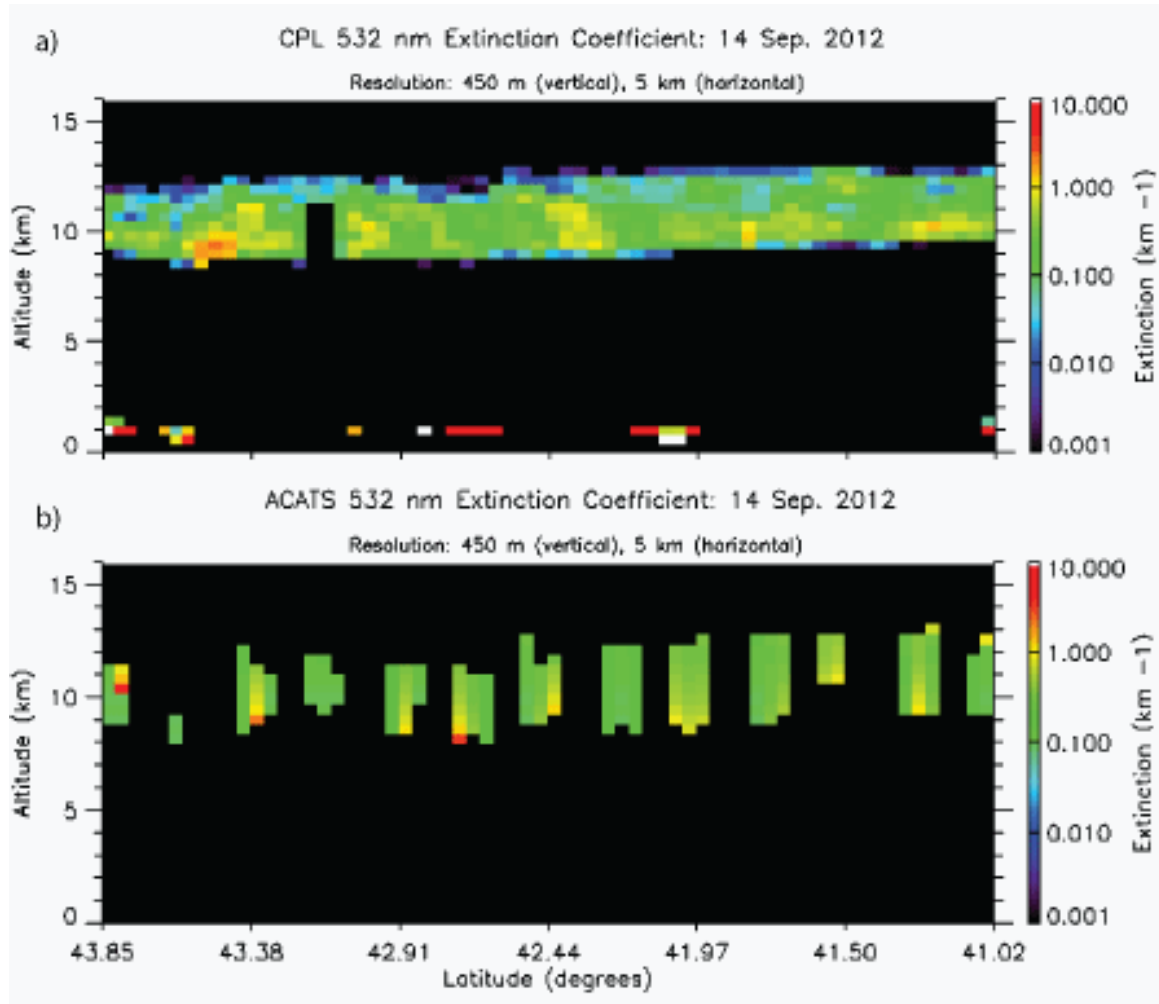 a)
CPL 532 nm Extinction Coefficient: 14 Sep. 2012
Resolution: 450 m (vertical), 5 km (horizontal)
15
10
5
0
Altitude (km)
10.000
1.000
0.100
0.010
0.001
Extinction (km −1)
b)
ACATS 532 nm Extinction Coefficient: 14 Sep. 2012
Resolution: 450 m (vertical), 5 km (horizontal)
15
10
5
0
Altitude (km)
10.000
1.000
0.100
0.010
0.001
Extinction (km −1)
43.85 43.38 42.91 42.44 41.97 41.50 41.02
Latitude (degrees)